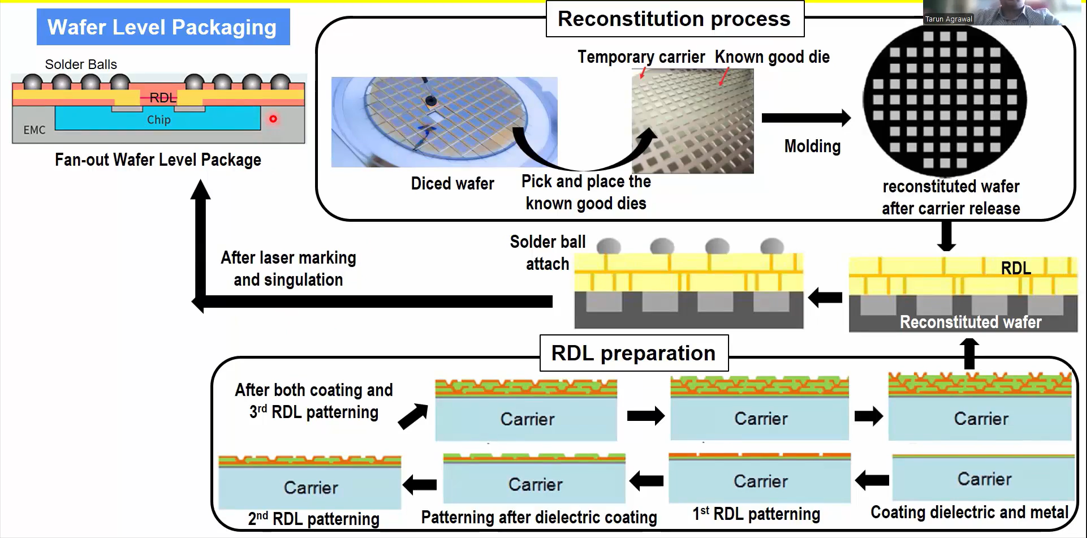 Wafer Level Packaging
Solder Balls
RDL
Chip
EMC
Fan-out Wafer Level Package
Reconstitution process
Tarun Agrawal
Temporary carrier
Known good die
Diced wafer
Pick and place the
known good dies
Molding
reconstituted wafer
after carrier release
After laser marking
and singulation
Solder ball
attach
RDL
Reconstituted wafer
RDL preparation
After both coating and
3rd RDL patterning
Carrier
Carrier
Carrier
Carrier
Carrier
Carrier
Carrier
2nd RDL patterning
Patterning after dielectric coating
1st RDL patterning
Coating dielectric and metal